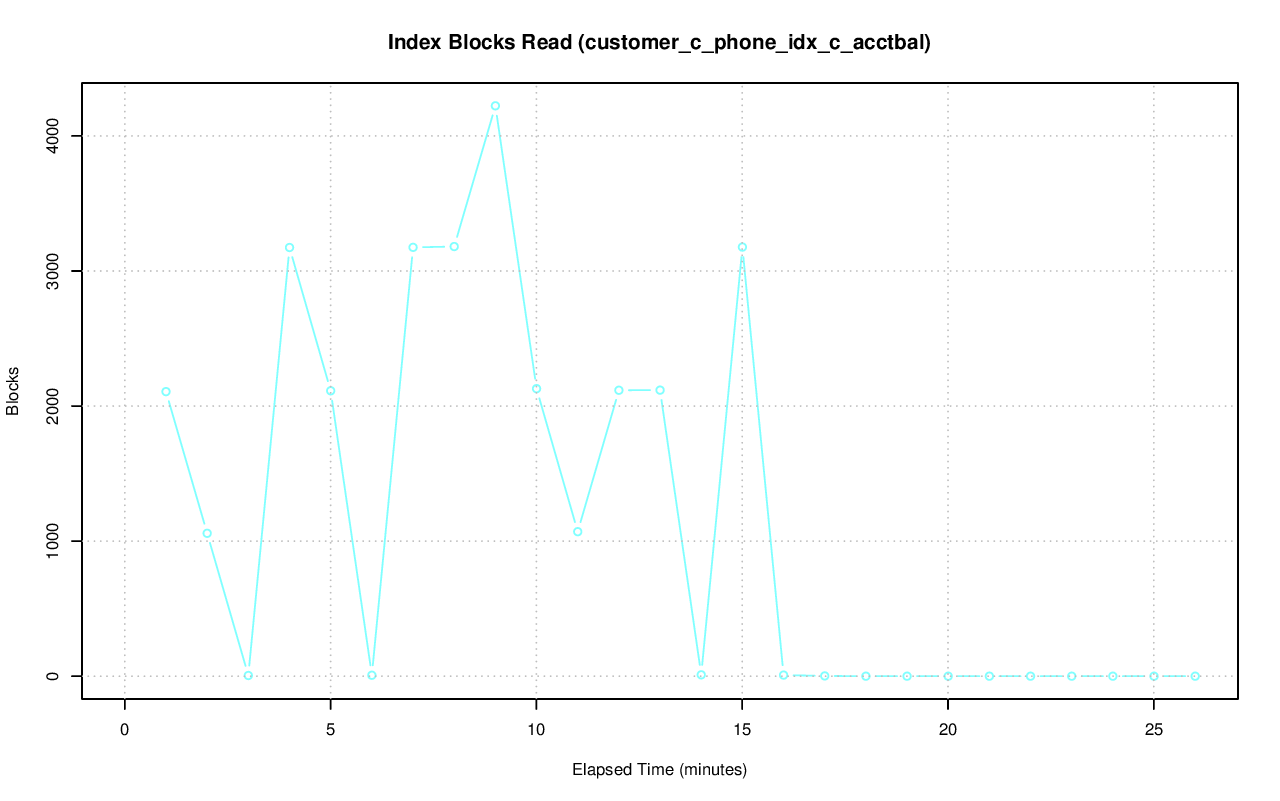 Index Blocks Read (customer_c_phone_idx_c_acctbal)
Blocks
4000
3000
2000
1000
0
0 5 10 15 20 25
Elapsed Time (minutes)